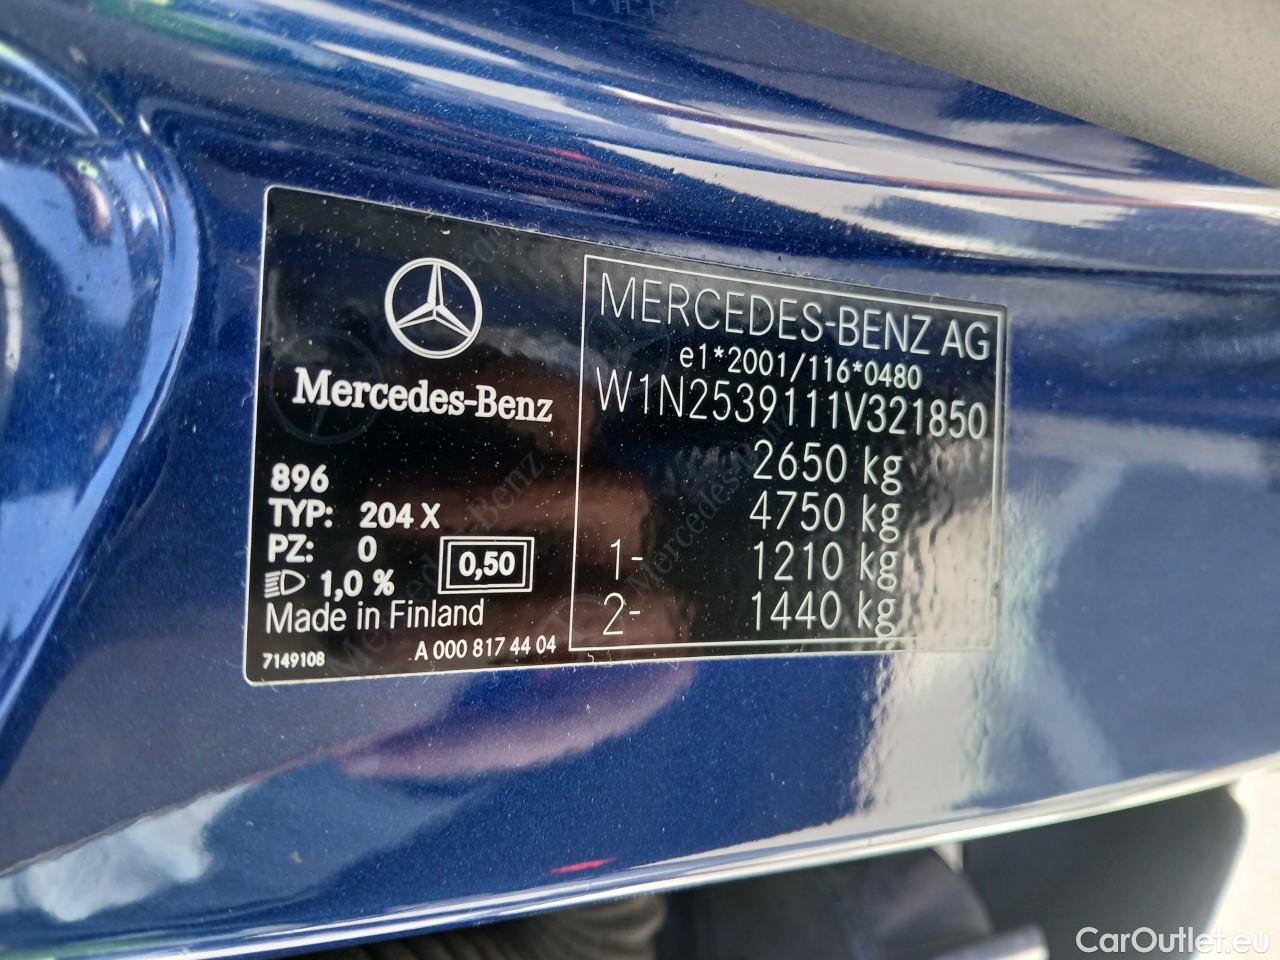 Mercedes-Benz
896
TYP: 204 X
PZ: 0
1,0 %
0,50
Made in Finland
7149108
A 000 817 44 04
MERCEDES-BENZ AG
e1*2001/116*0480
W1N2539111V321850
2650 kg
4750 kg
1- 1210 kg
2- 1440 kg
CarOutlet.eu